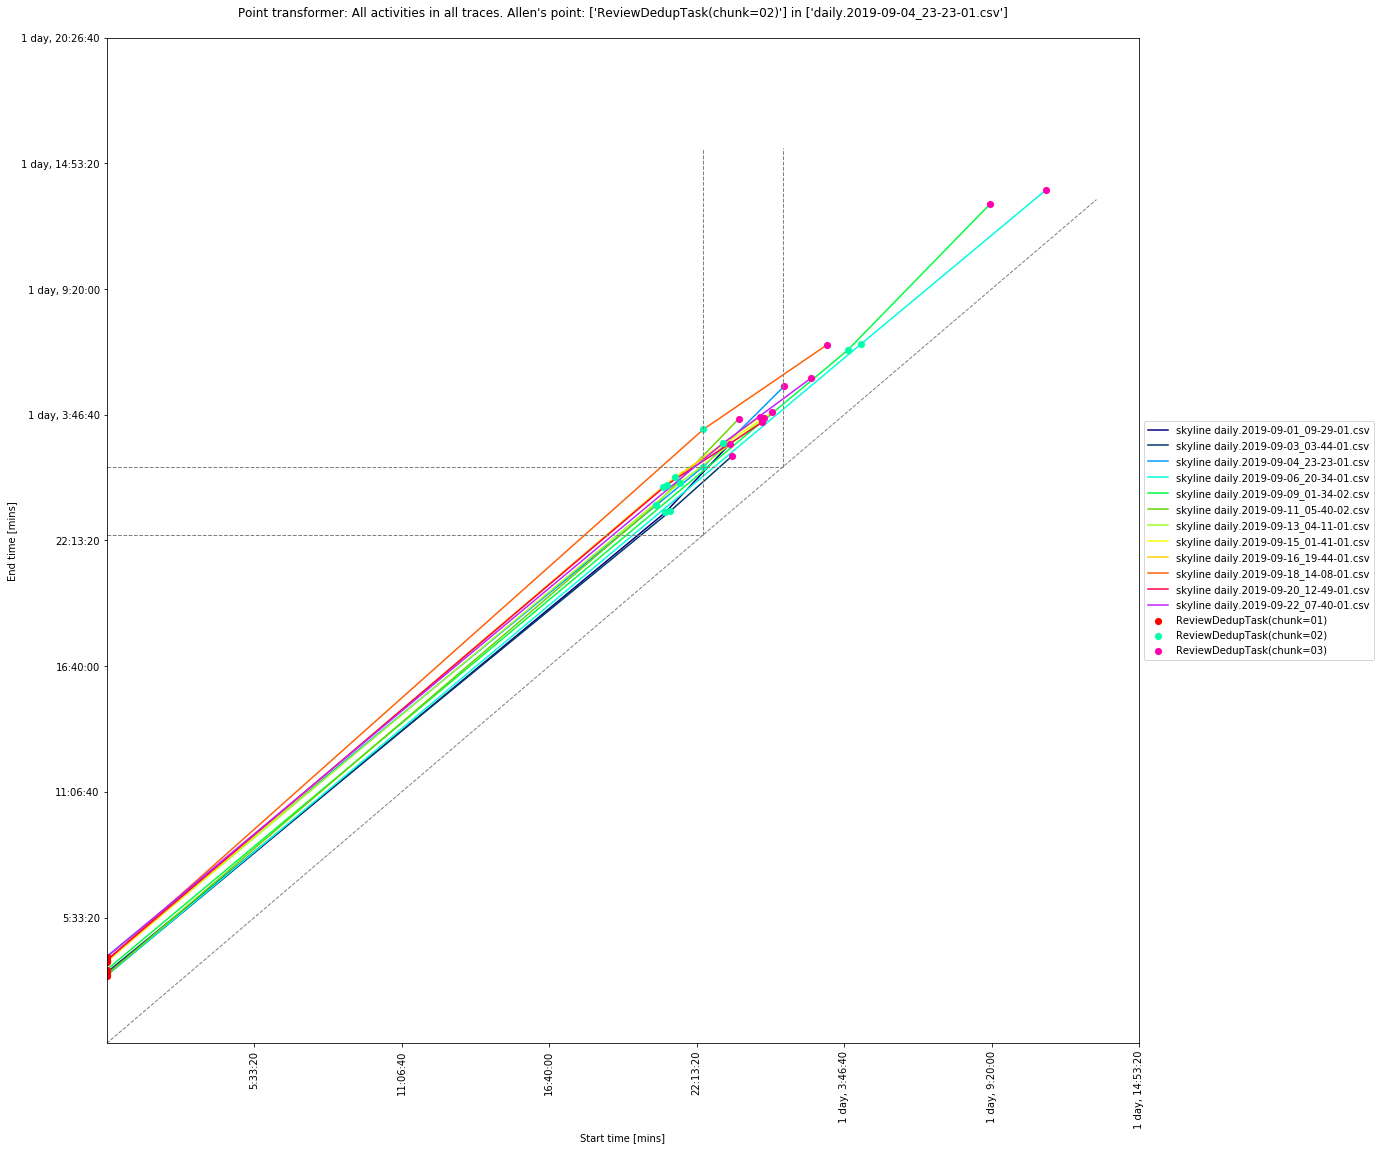 Point transformer: All activities in all traces. Allen's point: ['ReviewDedupTask(chunk=02)'] in ['daily.2019-09-04_23-23-01.csv']
1 day, 20:26:40
1 day, 14:53:20
1 day, 9:20:00
1 day, 3:46:40
22:13:20
16:40:00
11:06:40
5:33:20
End time [mins]
skyline daily.2019-09-01_09-29-01.csv
skyline daily.2019-09-03_03-44-01.csv
skyline daily.2019-09-04_23-23-01.csv
skyline daily.2019-09-06_20-34-01.csv
skyline daily.2019-09-09_01-34-02.csv
skyline daily.2019-09-11_05-40-02.csv
skyline daily.2019-09-13_04-11-01.csv
skyline daily.2019-09-15_01-41-01.csv
skyline daily.2019-09-16_19-44-01.csv
skyline daily.2019-09-18_14-08-01.csv
skyline daily.2019-09-20_12-49-01.csv
skyline daily.2019-09-22_07-40-01.csv
ReviewDedupTask(chunk=01)
ReviewDedupTask(chunk=02)
ReviewDedupTask(chunk=03)
5:33:20
11:06:40
16:40:00
22:13:20
1 day, 3:46:40
1 day, 9:20:00
1 day, 14:53:20
Start time [mins]